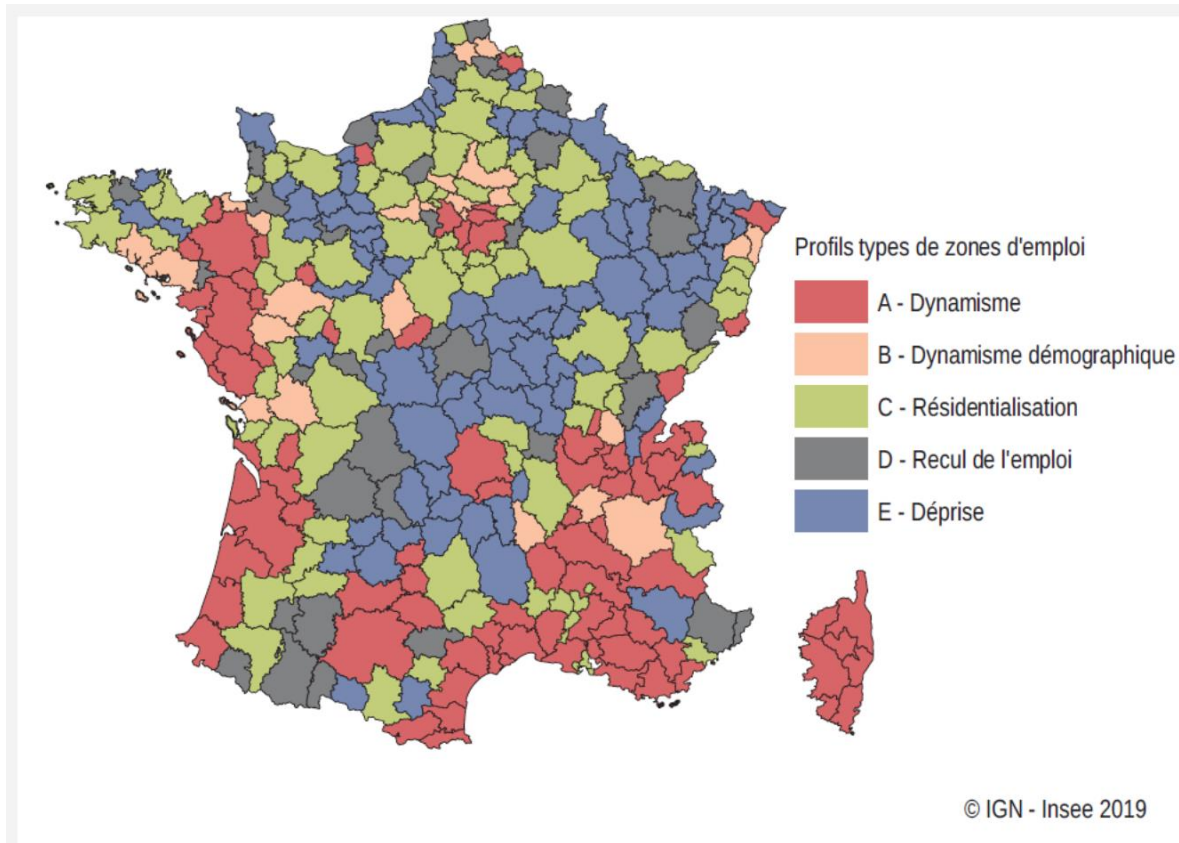 Profils types de zones d'emploi
A - Dynamisme
B - Dynamisme démographique
C - Résidentialisation
D - Recul de l'emploi
E - Déprise
© IGN - Insee 2019